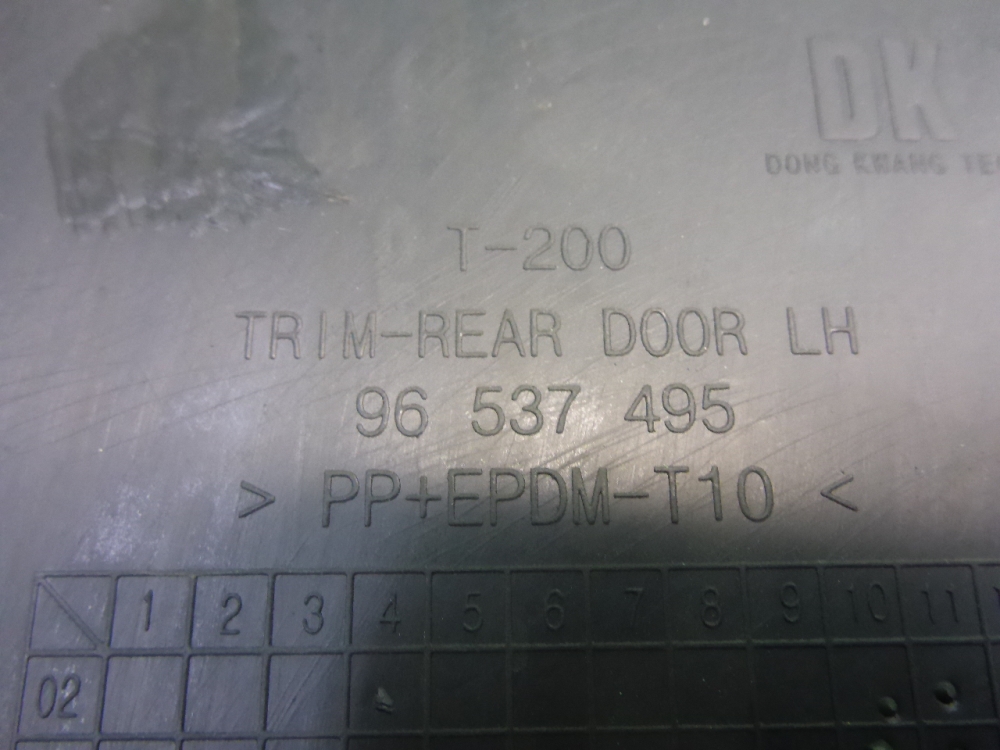 DK
DONG KWANG TE
T-200
TRIM-REAR DOOR LH
96 537 495
> PP+EPDM-T10 <
1 2 3 4 5 6 7 8 9 10 11
02